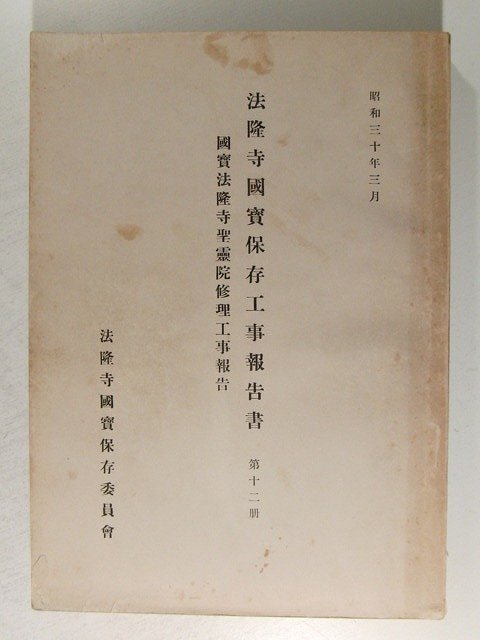 昭和三十年三月
法隆寺國寶保存工事報告書 第十二册
國寶法隆寺聖靈院修理工事報告
法隆寺國寶保存委員會